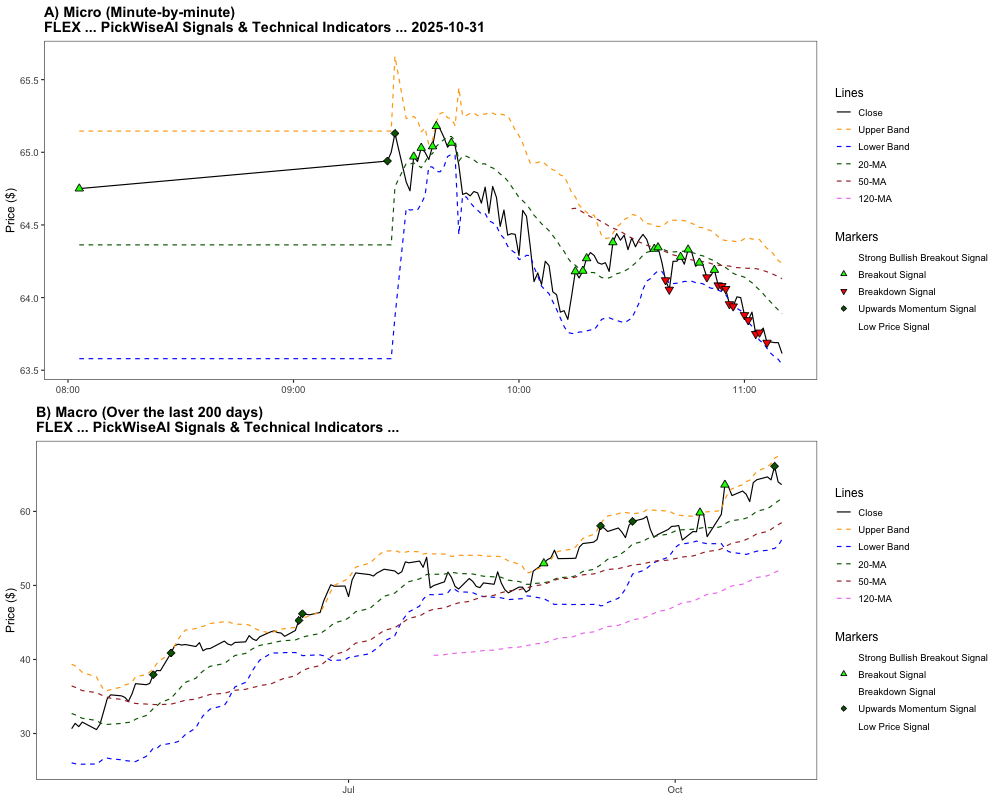 A) Micro (Minute-by-minute)
FLEX ... PickWiseAI Signals & Technical Indicators ... 2025-10-31
Price ($)
65.5
65.0
64.5
64.0
63.5
08:00
09:00
10:00
11:00
Lines
Close
Upper Band
Lower Band
20-MA
50-MA
120-MA
Markers
Strong Bullish Breakout Signal
Breakout Signal
Breakdown Signal
Upwards Momentum Signal
Low Price Signal
B) Macro (Over the last 200 days)
FLEX ... PickWiseAI Signals & Technical Indicators ...
Price ($)
60
50
40
30
Jul
Oct
Lines
Close
Upper Band
Lower Band
20-MA
50-MA
120-MA
Markers
Strong Bullish Breakout Signal
Breakout Signal
Breakdown Signal
Upwards Momentum Signal
Low Price Signal